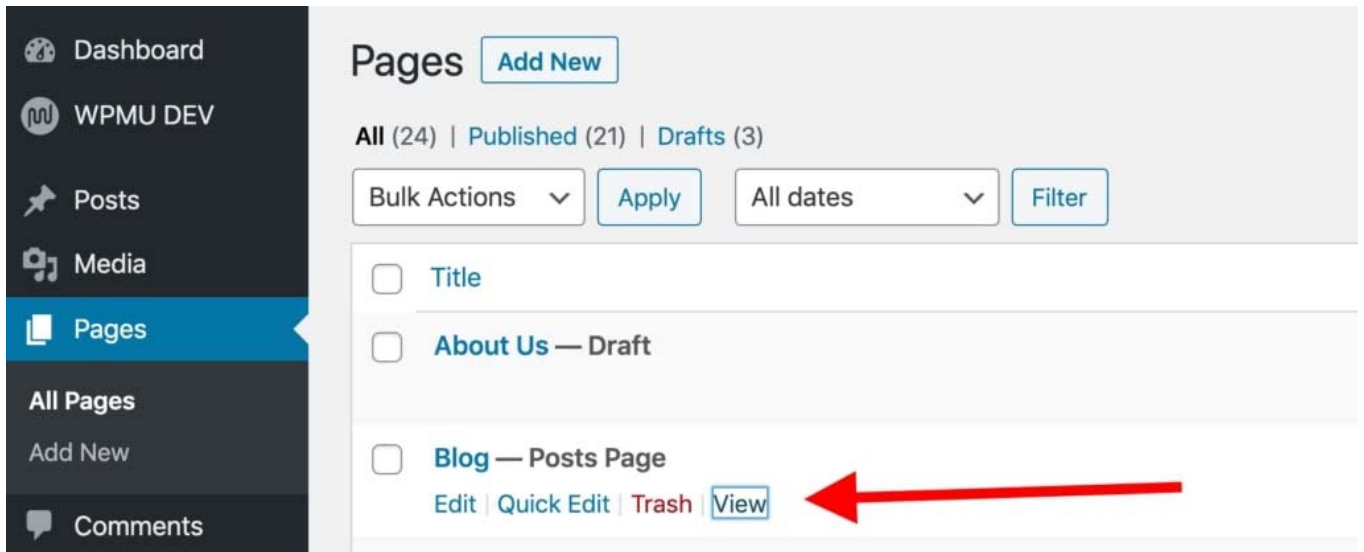 Dashboard
WPMU DEV
Posts
Media
Pages
All Pages
Add New
Comments
Pages Add New
All (24) | Published (21) | Drafts (3)
Bulk Actions Apply All dates Filter
Title
About Us — Draft
Blog — Posts Page
Edit | Quick Edit | Trash | View